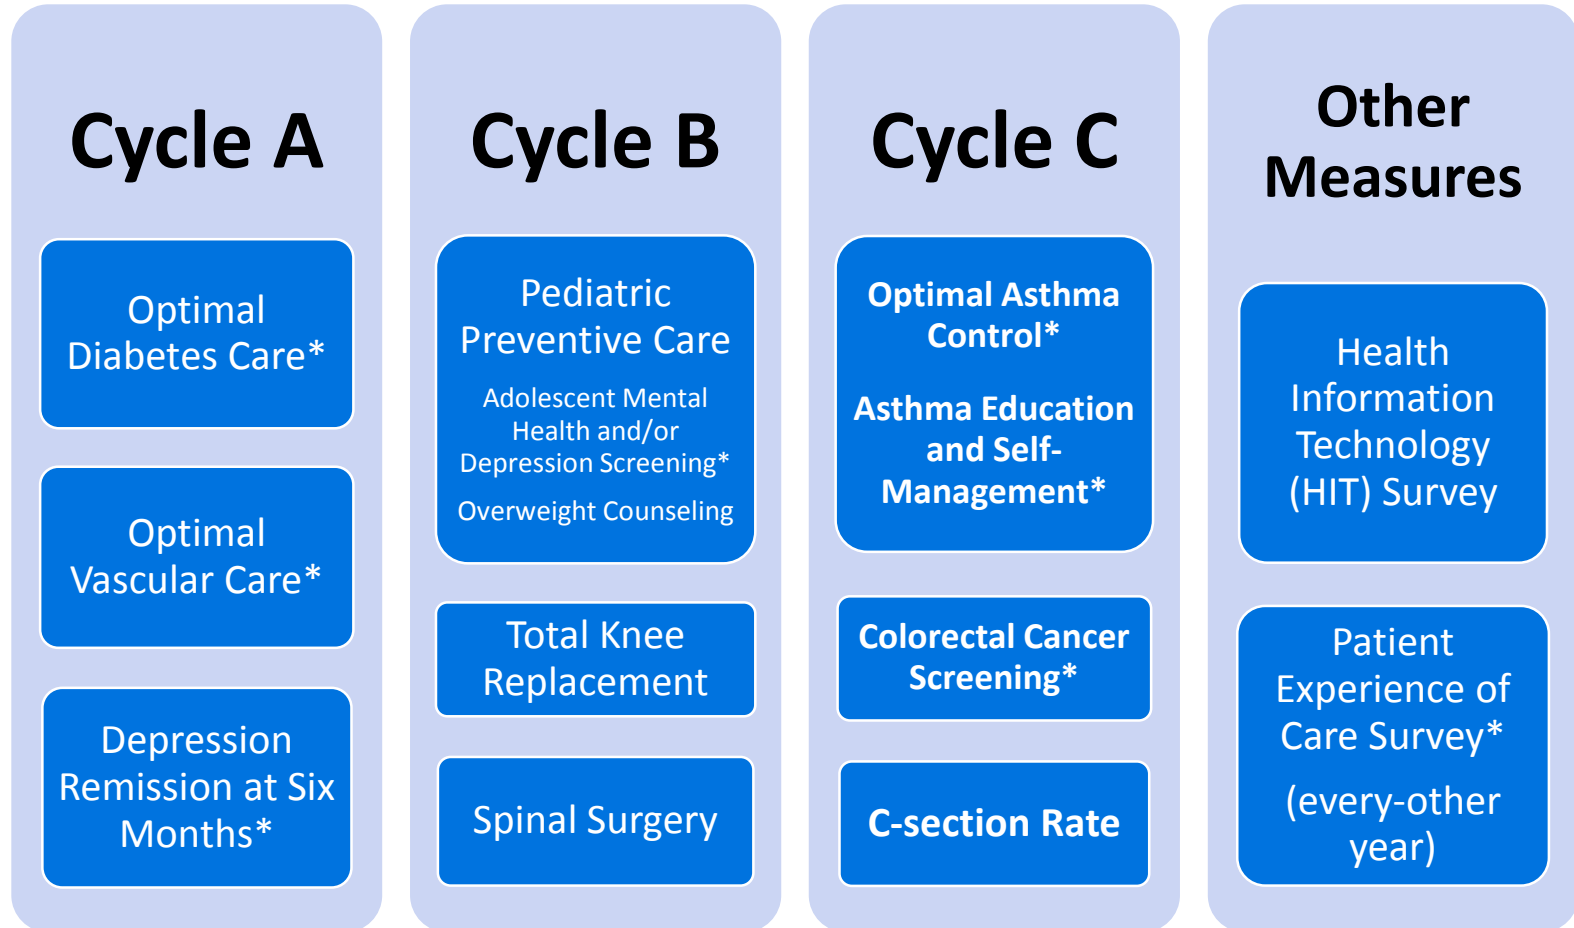 Cycle A
Optimal
Diabetes Care*
Optimal
Vascular Care*
Depression
Remission at Six
Months*
Cycle B
Pediatric
Preventive Care
Adolescent Mental
Health and/or
Depression Screening*
Overweight Counseling
Total Knee
Replacement
Spinal Surgery
Cycle C
Optimal Asthma
Control*
Asthma Education
and Self-
Management*
Colorectal Cancer
Screening*
C-section Rate
Other
Measures
Health
Information
Technology
(HIT) Survey
Patient
Experience of
Care Survey*
(every-other
year)